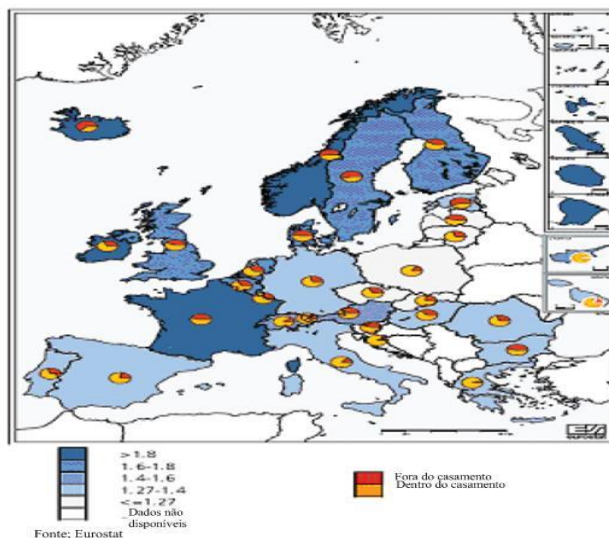 eurostat
>1.8
1.6-1.8
1.4-1.6
1.27-1.4
<=1.27
Dados não
disponíveis
Fonte; Eurostat
Fora do casamento
Dentro do casamento